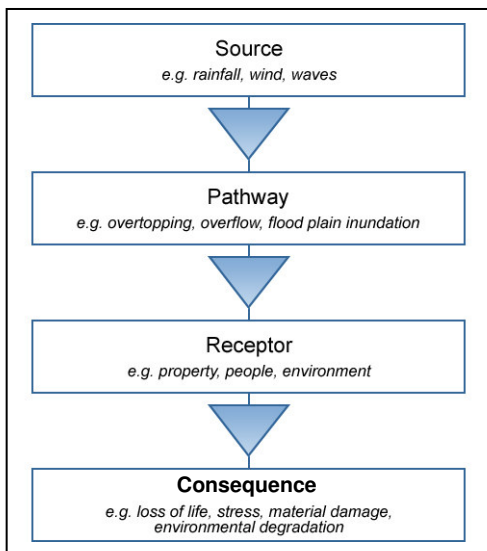 Source
e.g. rainfall, wind, waves
Pathway
e.g. overtopping, overflow, flood plain inundation
Receptor
e.g. property, people, environment
Consequence
e.g. loss of life, stress, material damage,
environmental degradation